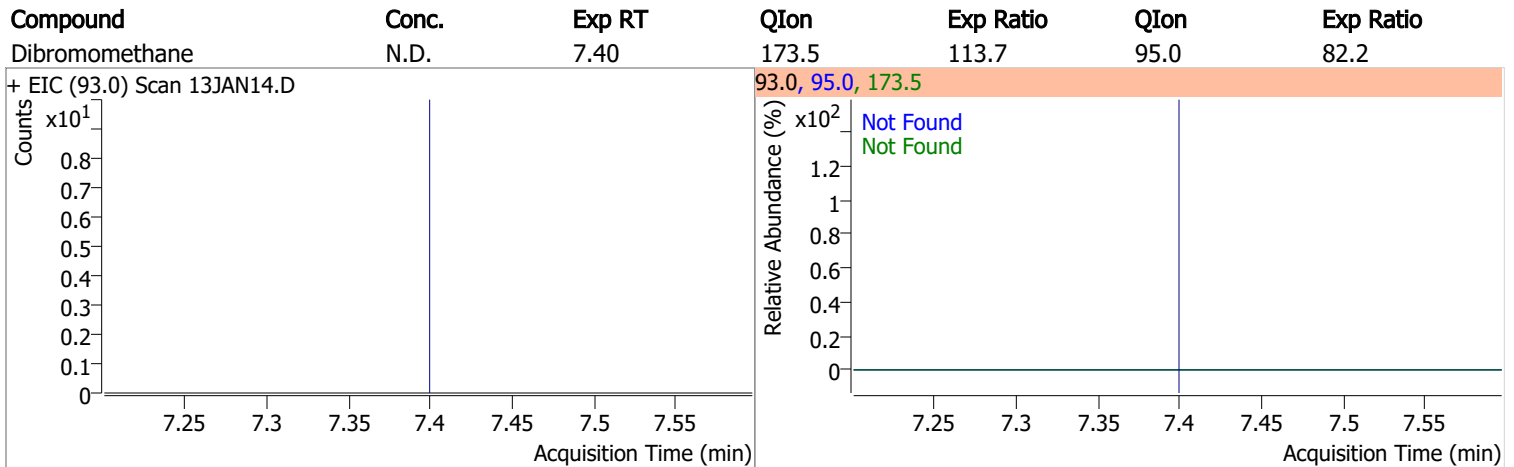 Compound Conc. Exp RT QIon Exp Ratio QIon Exp Ratio
Dibromomethane N.D. 7.40 173.5 113.7 95.0 82.2
+ EIC (93.0) Scan 13JAN14.D
Counts
x10¹
0.8
0.7
0.6
0.5
0.4
0.3
0.2
0.1
0
7.25 7.3 7.35 7.4 7.45 7.5 7.55
Acquisition Time (min)
93.0, 95.0, 173.5
Relative Abundance (%)
x10²
Not Found
Not Found
1.2
1
0.8
0.6
0.4
0.2
0
7.25 7.3 7.35 7.4 7.45 7.5 7.55
Acquisition Time (min)